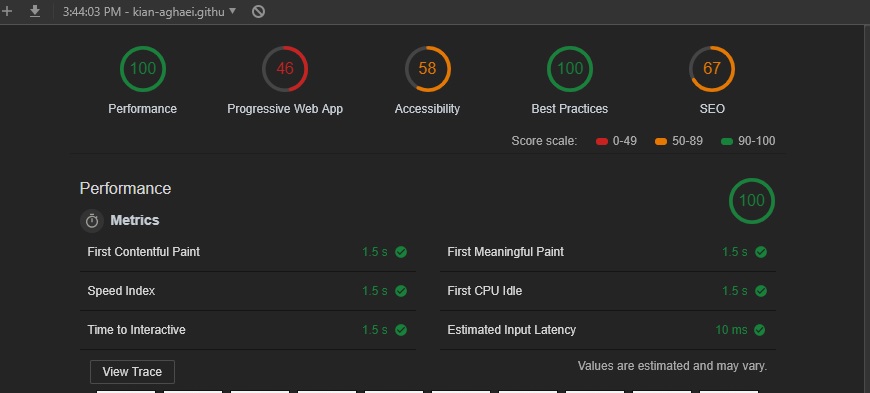 3:44:03 PM - kian-aghaei.githu
100 46 58 100 67
Performance Progressive Web App Accessibility Best Practices SEO
Score scale: 0-49 50-89 90-100
Performance 100
Metrics
First Contentful Paint 1.5 s First Meaningful Paint 1.5 s
Speed Index 1.5 s First CPU Idle 1.5 s
Time to Interactive 1.5 s Estimated Input Latency 10 ms
View Trace Values are estimated and may vary.